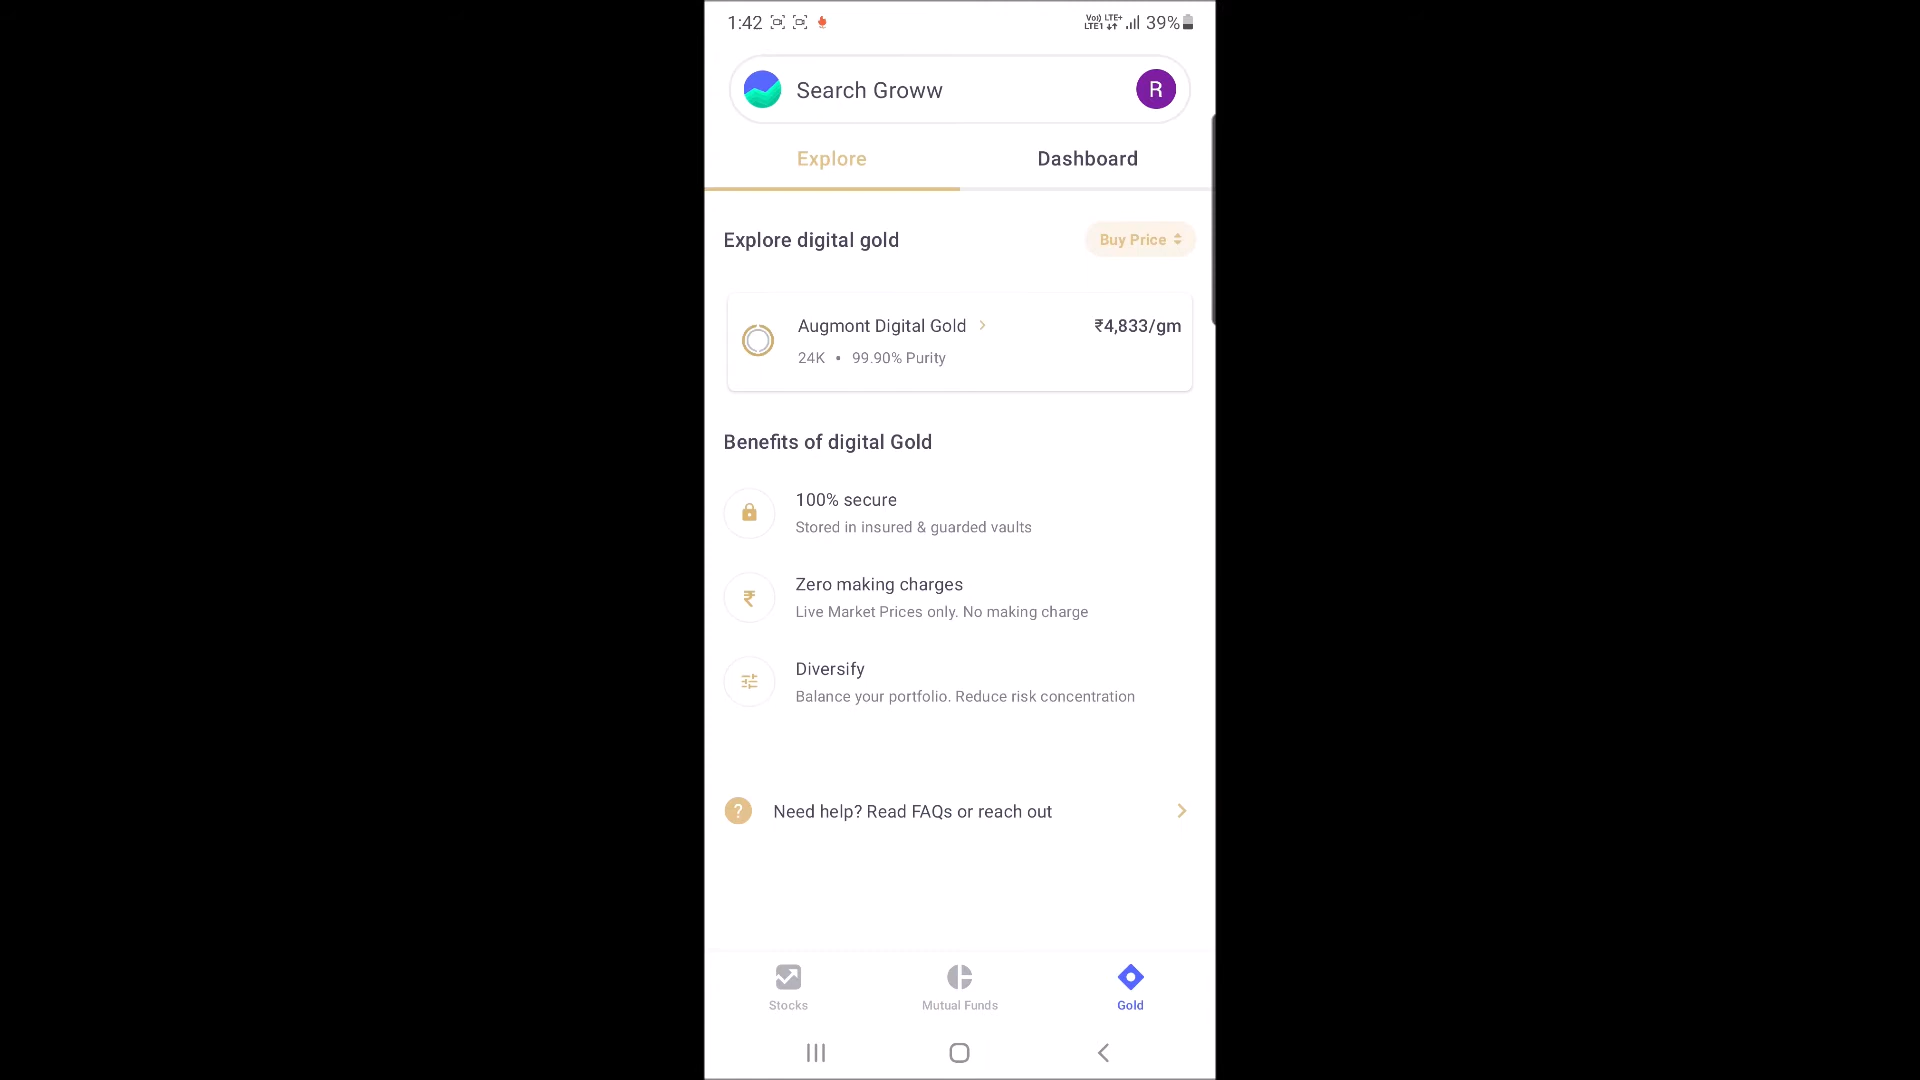 1:42
Vo)) LTE+
LTE1
39%
Search Groww
R
Explore
Dashboard
Explore digital gold
Buy Price
Augmont Digital Gold
₹4,833/gm
24K • 99.90% Purity
Benefits of digital Gold
100% secure
Stored in insured & guarded vaults
₹
Zero making charges
Live Market Prices only. No making charge
Diversify
Balance your portfolio. Reduce risk concentration
?
Need help? Read FAQs or reach out
Stocks
Mutual Funds
Gold